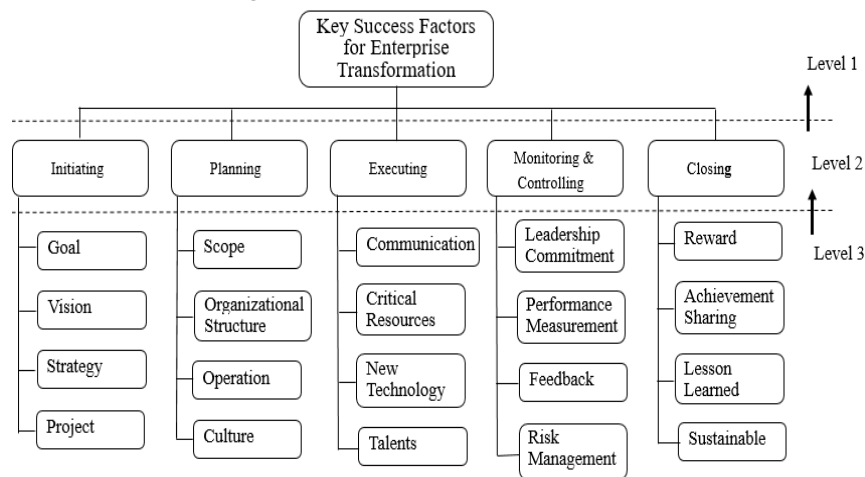 Key Success Factors
for Enterprise
Transformation
Level 1
Initiating
Planning
Executing
Monitoring &
Controlling
Closing
Level 2
Level 3
Goal
Vision
Strategy
Project
Scope
Organizational
Structure
Operation
Culture
Communication
Critical
Resources
New
Technology
Talents
Leadership
Commitment
Performance
Measurement
Feedback
Risk
Management
Reward
Achievement
Sharing
Lesson
Learned
Sustainable